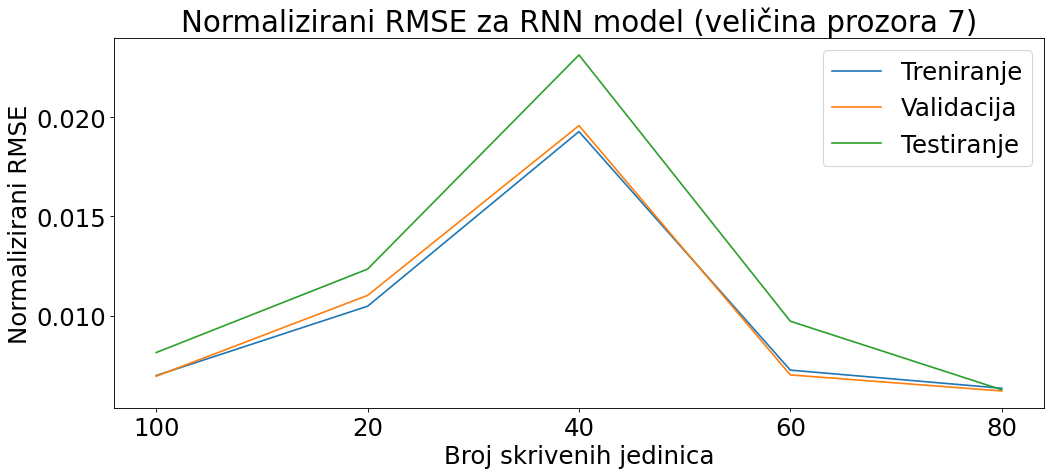 Normalizirani RMSE za RNN model (veličina prozora 7)
Treniranje
Validacija
Testiranje
Normalizirani RMSE
0.020
0.015
0.010
100 20 40 60 80
Broj skrivenih jedinica